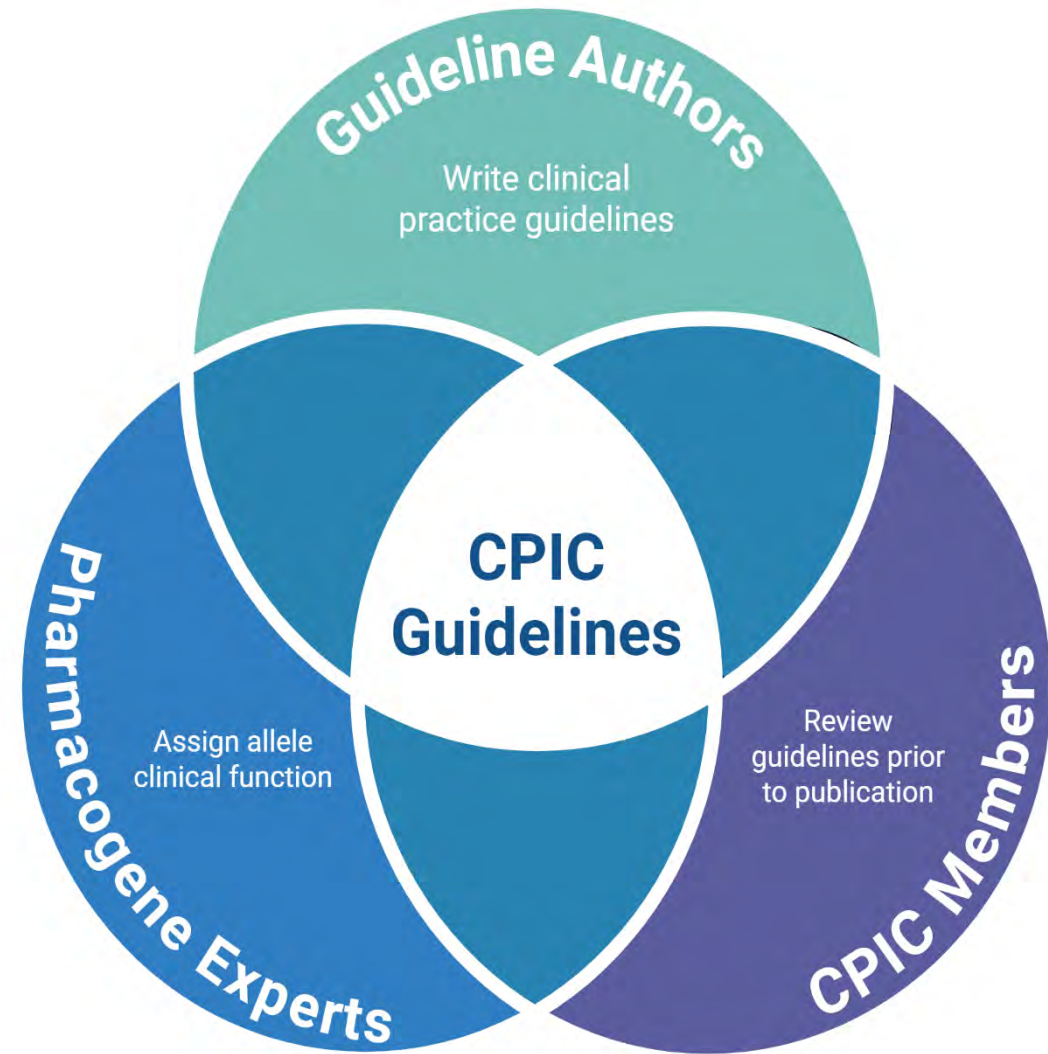 Guideline Authors
Write clinical
practice guidelines
CPIC
Guidelines
Pharmacogene Experts
Assign allele
clinical function
CPIC Members
Review
guidelines prior
to publication